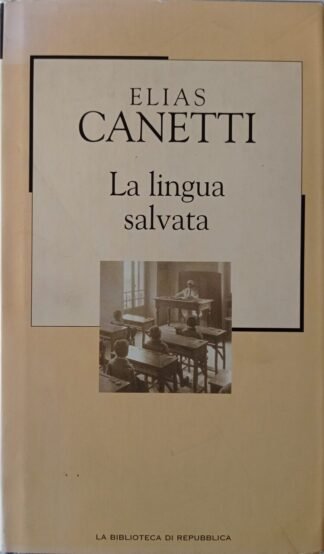 ELIAS
CANETTI
La lingua
salvata
LA BIBLIOTECA DI REPUBBLICA